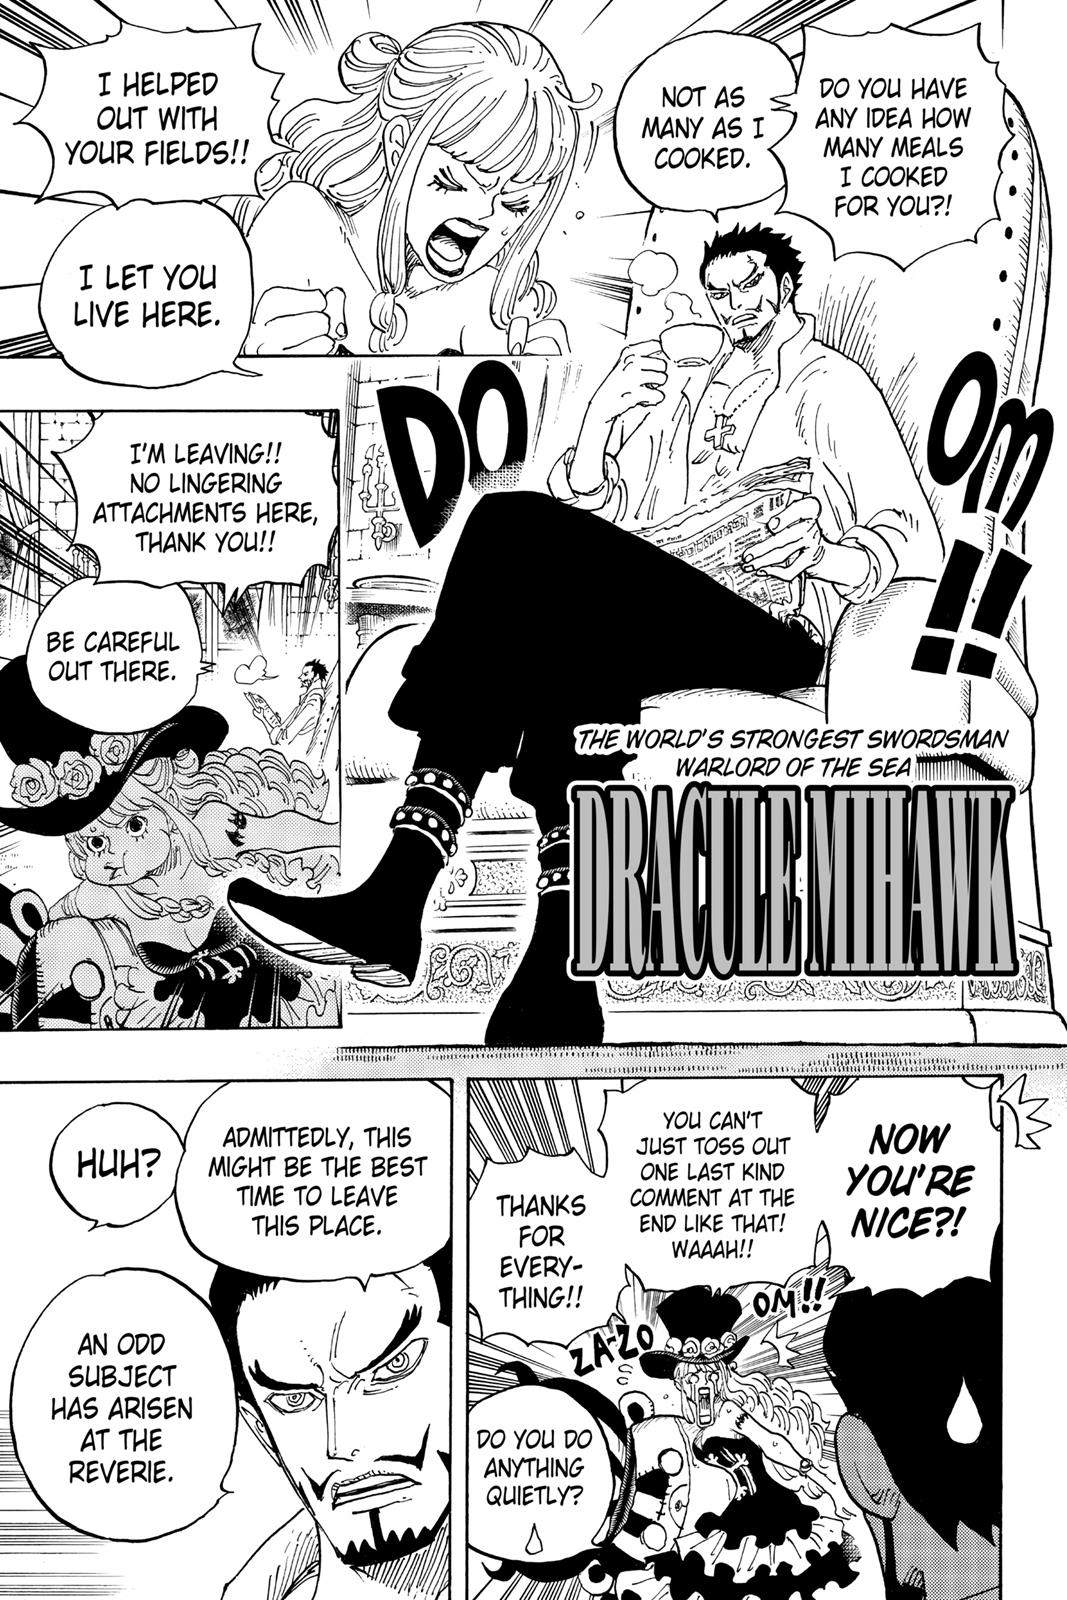 DO YOU HAVE
ANY IDEA HOW
MANY MEALS
I COOKED
FOR YOU?!
NOT AS
MANY AS I
COOKED.
I HELPED
OUT WITH
YOUR FIELDS!!
I LET YOU
LIVE HERE.
DO
OM
!!
THE WORLD'S STRONGEST SWORDSMAN
WARLORD OF THE SEA
DRACULE MIHAWK
I'M LEAVING!!
NO LINGERING
ATTACHMENTS HERE,
THANK YOU!!
BE CAREFUL
OUT THERE.
NOW
YOU'RE
NICE?!
YOU CAN'T
JUST TOSS OUT
ONE LAST KIND
COMMENT AT THE
END LIKE THAT!
WAAAH!!
THANKS
FOR
EVERY-
THING!!
OM!!
ZA-ZO
DO YOU DO
ANYTHING
QUIETLY?
ADMITTEDLY, THIS
MIGHT BE THE BEST
TIME TO LEAVE
THIS PLACE.
HUH?
AN ODD
SUBJECT
HAS ARISEN
AT THE
REVERIE.